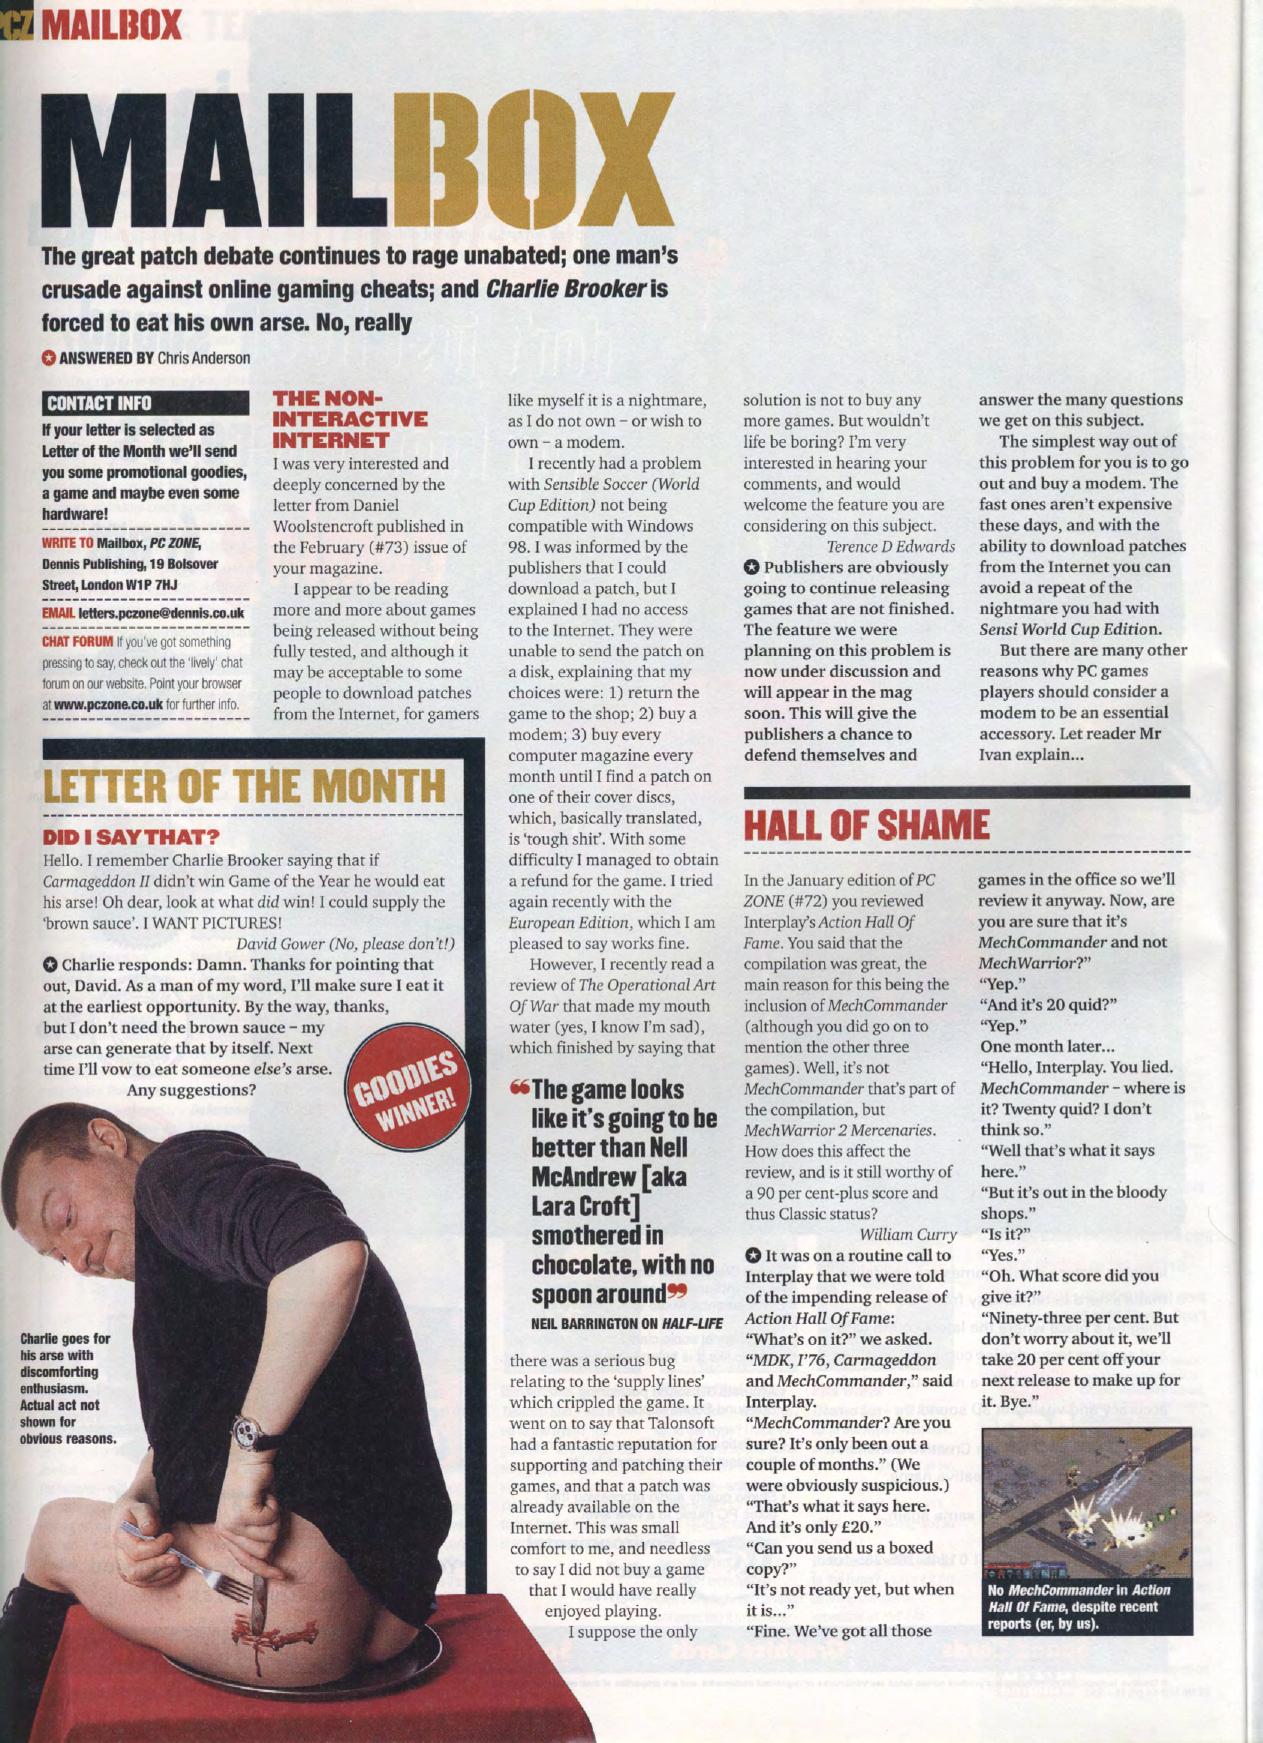 PCZ MAILBOX
MAILBOX
The great patch debate continues to rage unabated; one man's
crusade against online gaming cheats; and Charlie Brooker is
forced to eat his own arse. No, really
ANSWERED BY Chris Anderson
CONTACT INFO
If your letter is selected as
Letter of the Month we'll send
you some promotional goodies,
a game and maybe even some
hardware!
WRITE TO Mailbox, PC ZONE,
Dennis Publishing, 19 Bolsover
Street, London W1P 7HJ
EMAIL letters.pczone@dennis.co.uk
CHAT FORUM If you've got something
pressing to say, check out the 'lively' chat
forum on our website. Point your browser
at www.pczone.co.uk for further info.
THE NON-
INTERACTIVE
INTERNET
I was very interested and
deeply concerned by the
letter from Daniel
Woolstencroft published in
the February (#73) issue of
your magazine.
I appear to be reading
more and more about games
being released without being
fully tested, and although it
may be acceptable to some
people to download patches
from the Internet, for gamers
like myself it is a nightmare,
as I do not own – or wish to
own – a modem.
I recently had a problem
with Sensible Soccer (World
Cup Edition) not being
compatible with Windows
98. I was informed by the
publishers that I could
download a patch, but I
explained I had no access
to the Internet. They were
unable to send the patch on
a disk, explaining that my
choices were: 1) return the
game to the shop; 2) buy a
modem; 3) buy every
computer magazine every
month until I find a patch on
one of their cover discs,
which, basically translated,
is 'tough shit'. With some
difficulty I managed to obtain
a refund for the game. I tried
again recently with the
European Edition, which I am
pleased to say works fine.
However, I recently read a
review of The Operational Art
Of War that made my mouth
water (yes, I know I'm sad),
which finished by saying that
“The game looks
like it's going to be
better than Nell
McAndrew [aka
Lara Croft]
smothered in
chocolate, with no
spoon around”
NEIL BARRINGTON ON HALF-LIFE
there was a serious bug
relating to the 'supply lines'
which crippled the game. It
went on to say that Talonsoft
had a fantastic reputation for
supporting and patching their
games, and that a patch was
already available on the
Internet. This was small
comfort to me, and needless
to say I did not buy a game
that I would have really
enjoyed playing.
I suppose the only
solution is not to buy any
more games. But wouldn't
life be boring? I'm very
interested in hearing your
comments, and would
welcome the feature you are
considering on this subject.
Terence D Edwards
Publishers are obviously
going to continue releasing
games that are not finished.
The feature we were
planning on this problem is
now under discussion and
will appear in the mag
soon. This will give the
publishers a chance to
defend themselves and
answer the many questions
we get on this subject.
The simplest way out of
this problem for you is to go
out and buy a modem. The
fast ones aren't expensive
these days, and with the
ability to download patches
from the Internet you can
avoid a repeat of the
nightmare you had with
Sensi World Cup Edition.
But there are many other
reasons why PC games
players should consider a
modem to be an essential
accessory. Let reader Mr
Ivan explain...
LETTER OF THE MONTH
DID I SAY THAT?
Hello. I remember Charlie Brooker saying that if
Carmageddon II didn't win Game of the Year he would eat
his arse! Oh dear, look at what did win! I could supply the
'brown sauce'. I WANT PICTURES!
David Gower (No, please don't!)
Charlie responds: Damn. Thanks for pointing that
out, David. As a man of my word, I'll make sure I eat it
at the earliest opportunity. By the way, thanks,
but I don't need the brown sauce – my
arse can generate that by itself. Next
time I'll vow to eat someone else's arse.
Any suggestions?
GOODIES
WINNER!
Charlie goes for
his arse with
discomforting
enthusiasm.
Actual act not
shown for
obvious reasons.
HALL OF SHAME
In the January edition of PC
ZONE (#72) you reviewed
Interplay's Action Hall Of
Fame. You said that the
compilation was great, the
main reason for this being the
inclusion of MechCommander
(although you did go on to
mention the other three
games). Well, it's not
MechCommander that's part of
the compilation, but
MechWarrior 2 Mercenaries.
How does this affect the
review, and is it still worthy of
a 90 per cent-plus score and
thus Classic status?
William Curry
It was on a routine call to
Interplay that we were told
of the impending release of
Action Hall Of Fame:
“What's on it?” we asked.
“MDK, I'76, Carmageddon
and MechCommander,” said
Interplay.
“MechCommander? Are you
sure? It's only been out a
couple of months.” (We
were obviously suspicious.)
“That's what it says here.
And it's only £20.”
“Can you send us a boxed
copy?”
“It's not ready yet, but when
it is...”
“Fine. We've got all those
games in the office so we'll
review it anyway. Now, are
you are sure that it's
MechCommander and not
MechWarrior?”
“Yep.”
“And it's 20 quid?”
“Yep.”
One month later...
“Hello, Interplay. You lied.
MechCommander – where is
it? Twenty quid? I don't
think so.”
“Well that's what it says
here.”
“But it's out in the bloody
shops.”
“Is it?”
“Yes.”
“Oh. What score did you
give it?”
“Ninety-three per cent. But
don't worry about it, we'll
take 20 per cent off your
next release to make up for
it. Bye.”
No MechCommander in Action
Hall Of Fame, despite recent
reports (er, by us).